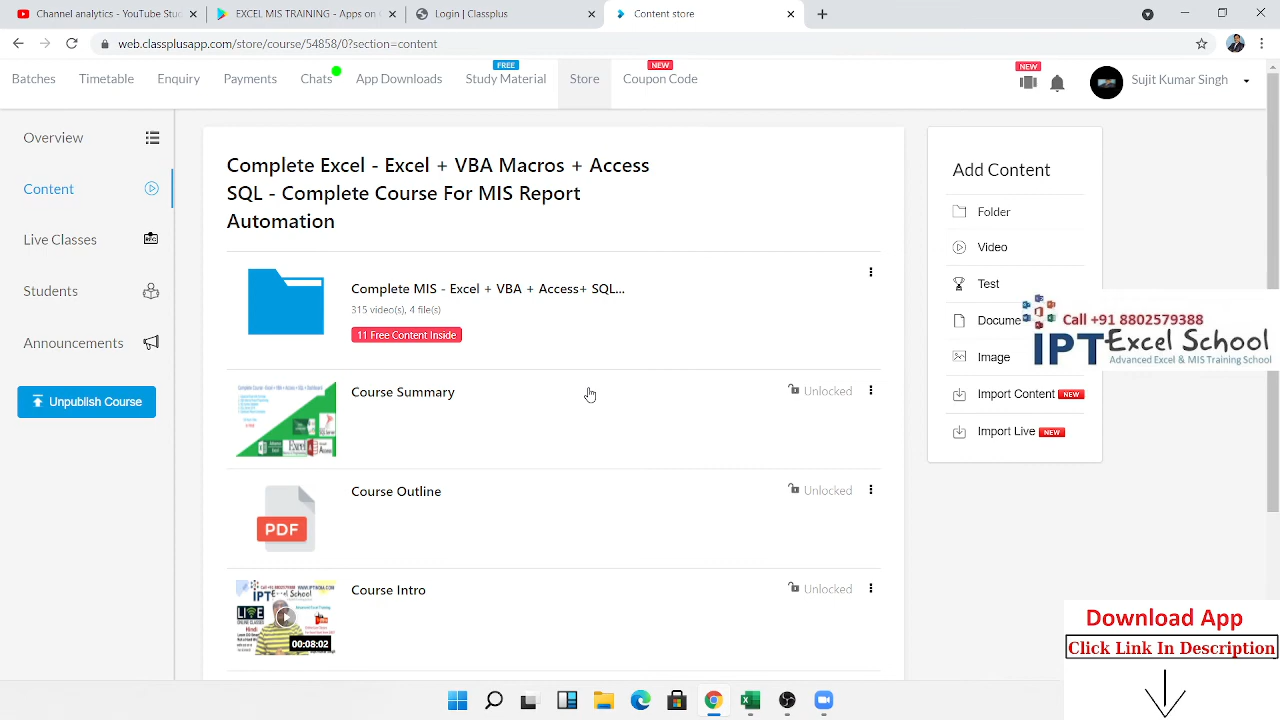 Channel analytics - YouTube Stud
EXCEL MIS TRAINING - Apps on
Login | Classplus
Content store
web.classplusapp.com/store/course/54858/0?section=content
Batches
Timetable
Enquiry
Payments
Chats
App Downloads
FREE
Study Material
Store
NEW
Coupon Code
NEW
Sujit Kumar Singh
Overview
Content
Live Classes
Students
Announcements
Unpublish Course
Complete Excel - Excel + VBA Macros + Access
SQL - Complete Course For MIS Report
Automation
Complete MIS - Excel + VBA + Access+ SQL...
315 video(s), 4 file(s)
11 Free Content Inside
Course Summary
Unlocked
PDF
Course Outline
Unlocked
IPT Excel School
LIVE
00:08:02
Course Intro
Unlocked
Add Content
Folder
Video
Test
Docume
Image
Import Content NEW
Import Live NEW
Call +91 8802579388
IPT Excel School
Advanced Excel & MIS Training School
Download App
Click Link In Description